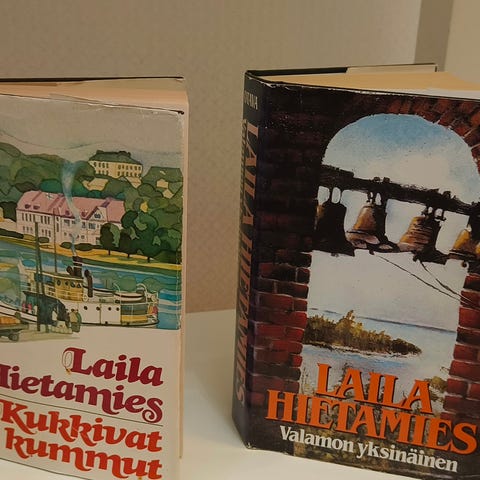 Laila
Hietamies
Kukkivat
kummut
LAILA HIETAMIES
LAILA
HIETAMIES
Valamon yksinäinen